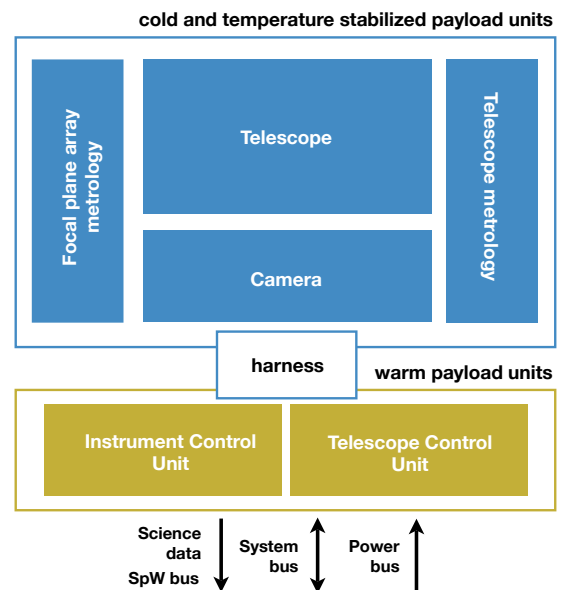 cold and temperature stabilized payload units
Focal plane array
metrology
Telescope
Telescope metrology
Camera
harness
warm payload units
Instrument Control
Unit
Telescope Control
Unit
Science
data
SpW bus
System
bus
Power
bus